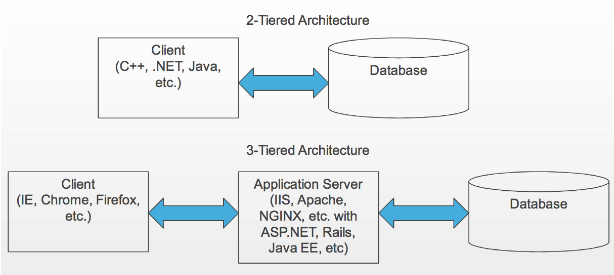 2-Tiered Architecture
Client
(C++, .NET, Java,
etc.)
Database
3-Tiered Architecture
Client
(IE, Chrome, Firefox,
etc.)
Application Server
(IIS, Apache,
NGINX, etc. with
ASP.NET, Rails,
Java EE, etc)
Database